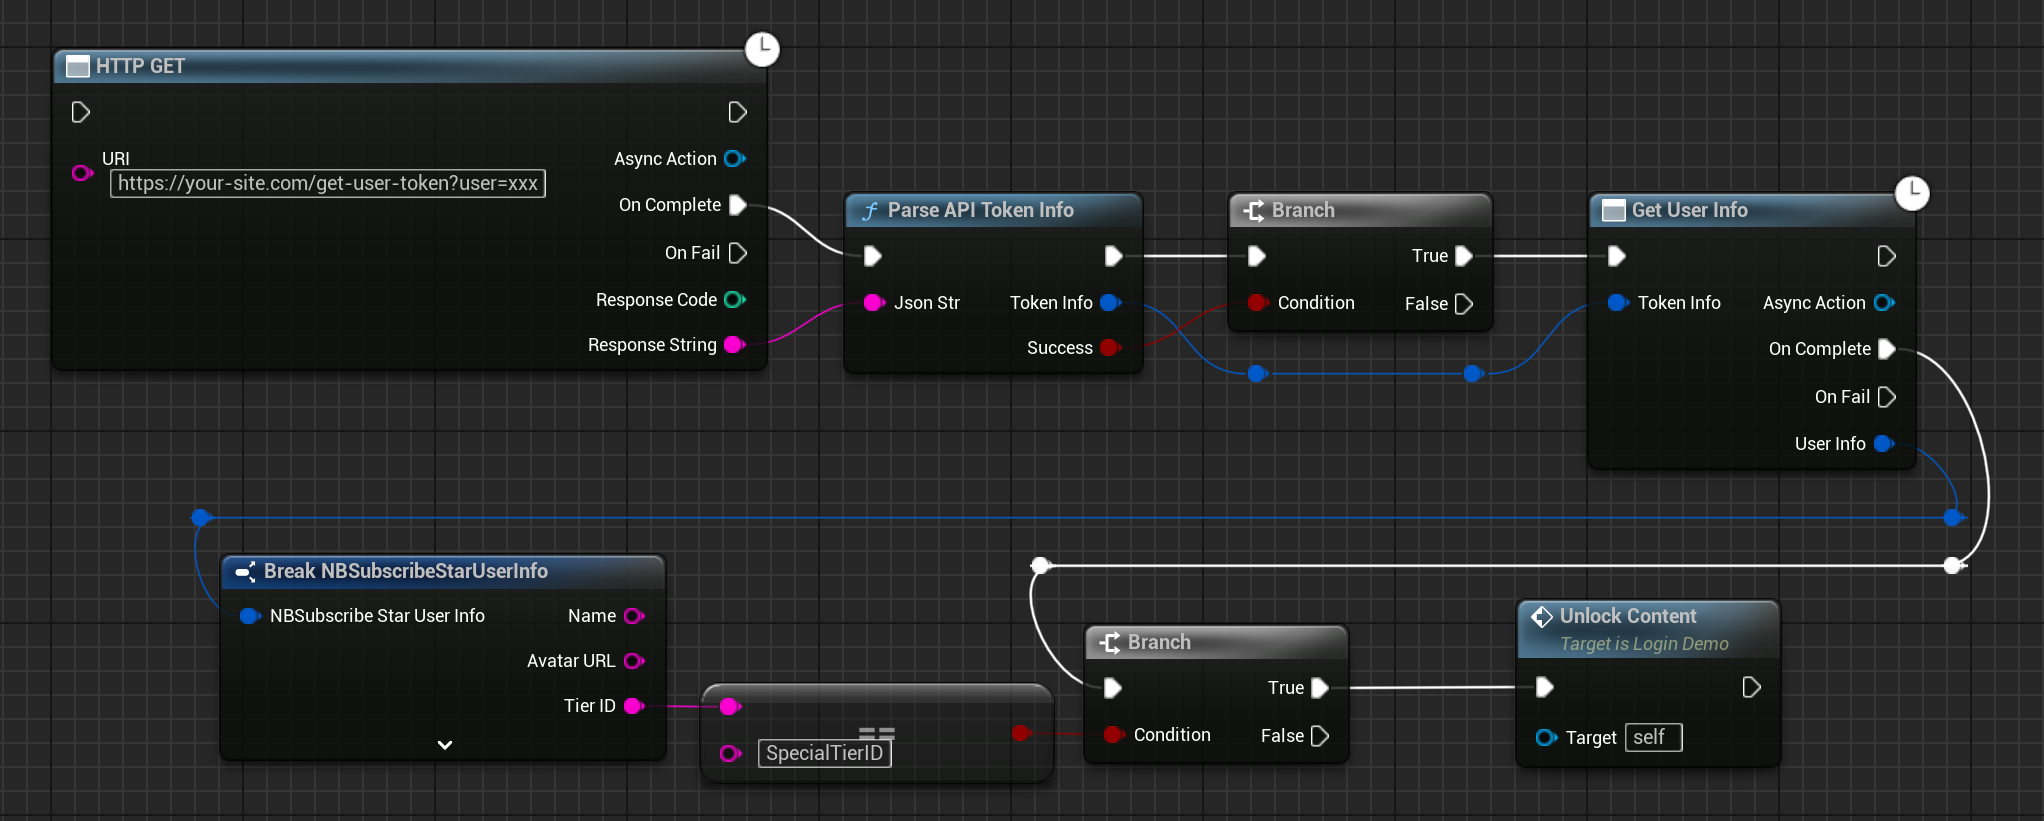 HTTP GET
URI
https://your-site.com/get-user-token?user=xxx
Async Action
On Complete
On Fail
Response Code
Response String
Parse API Token Info
Json Str
Token Info
Success
Branch
True
Condition
False
Get User Info
Token Info
Async Action
On Complete
On Fail
User Info
Break NBSubscribeStarUserInfo
NBSubscribe Star User Info
Name
Avatar URL
Tier ID
==
SpecialTierID
Branch
True
Condition
False
Unlock Content
Target is Login Demo
Target self